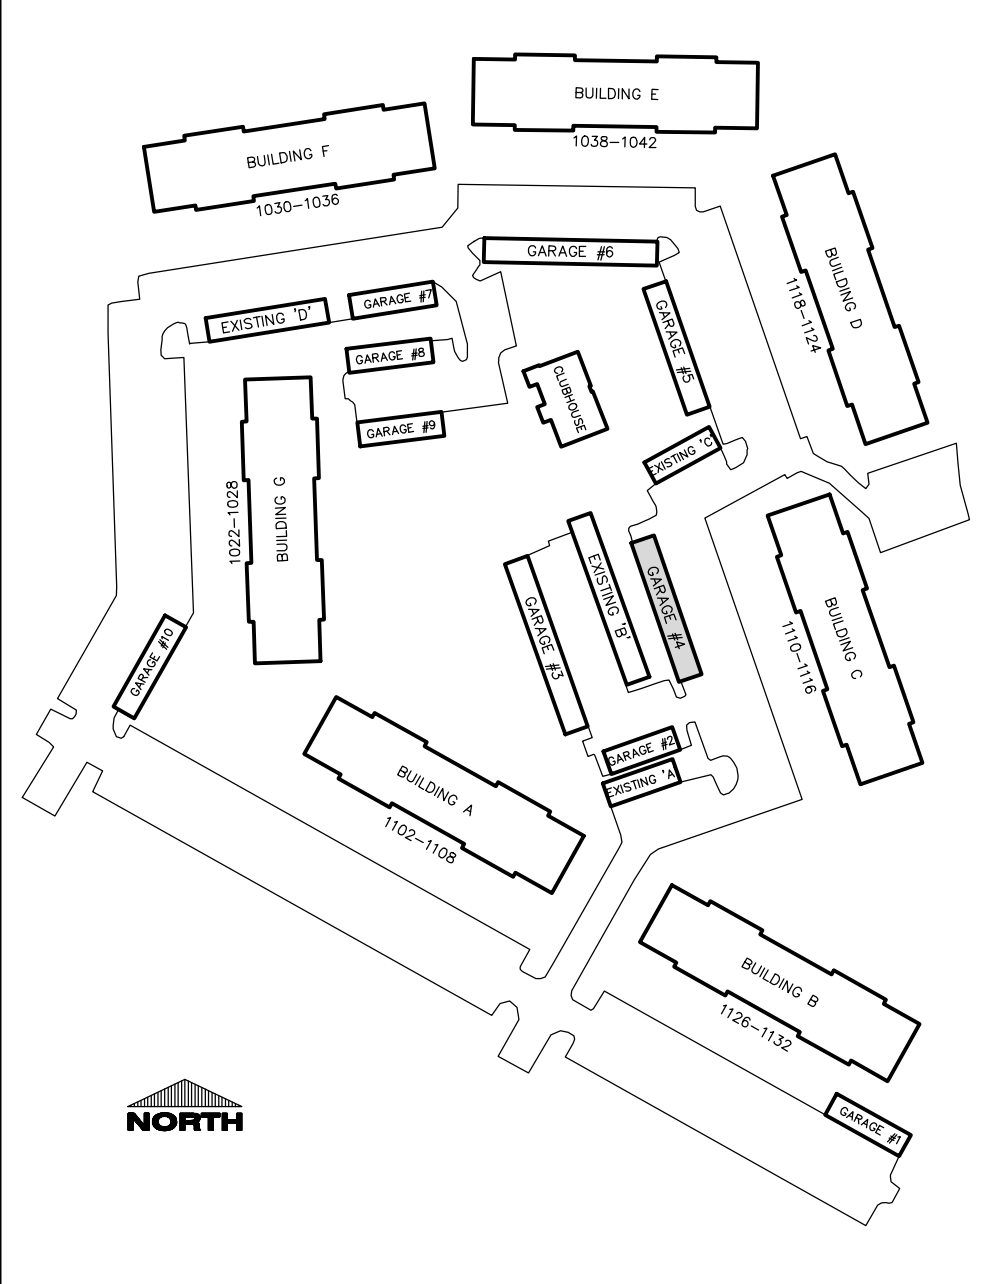 BUILDING E
1038-1042
BUILDING F
1030-1036
GARAGE #6
BUILDING D
1118-1124
GARAGE #7
EXISTING 'D'
GARAGE #8
GARAGE #5
GARAGE #9
CLUBHOUSE
EXISTING 'C'
BUILDING G
1022-1028
EXISTING 'B'
GARAGE #4
GARAGE #3
BUILDING C
1110-1116
GARAGE #10
GARAGE #2
EXISTING 'A
BUILDING A
1102-1108
BUILDING B
1126-1132
GARAGE #1
NORTH